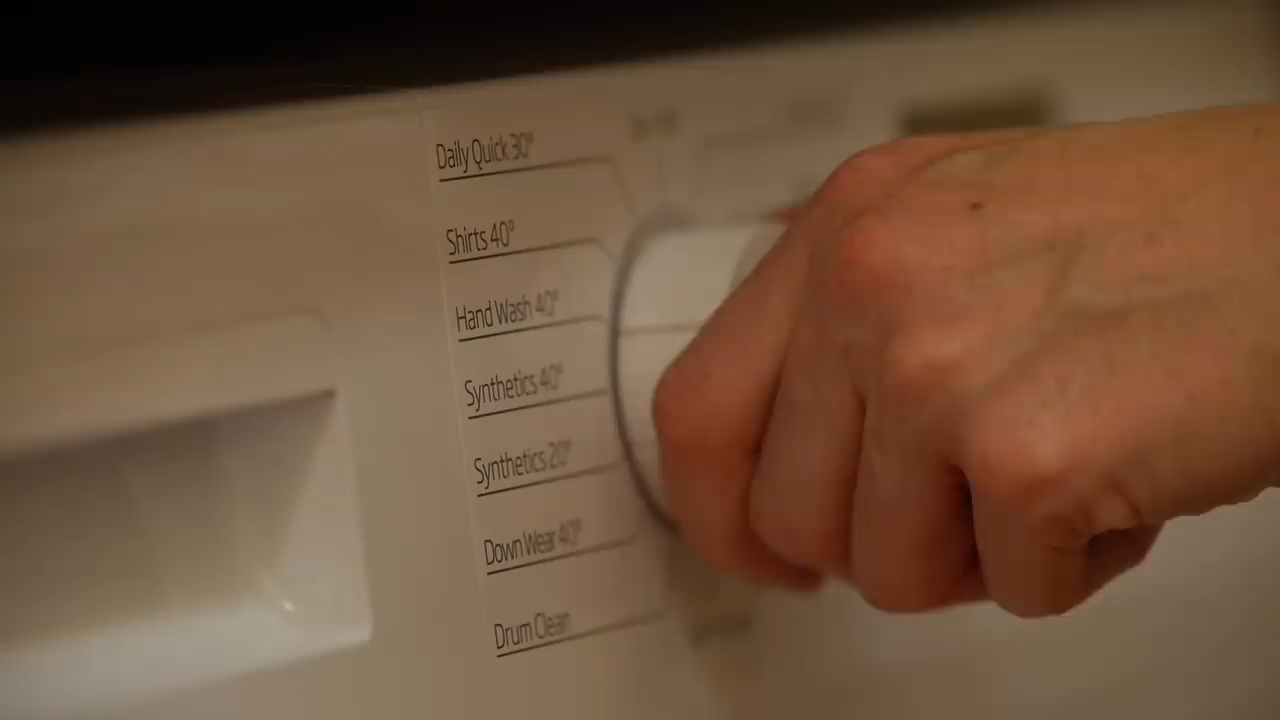 Daily Quick 30°
Shirts 40°
Hand Wash 40°
Synthetics 40°
Synthetics 20°
Down Wear 40°
Drum Clean